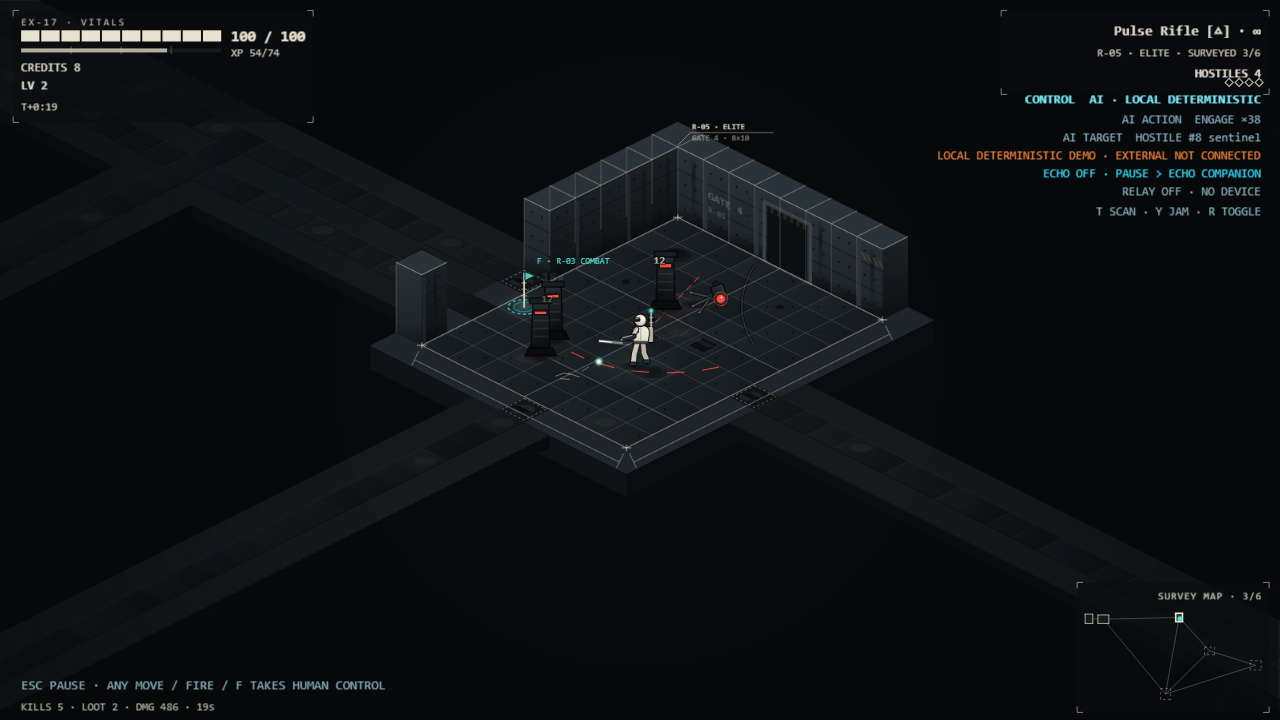 EX-17 · VITALS
100 / 100
XP 54/74
CREDITS 8
LV 2
T+0:19
Pulse Rifle [▲] · ∞
R-05 · ELITE · SURVEYED 3/6
HOSTILES 4
CONTROL AI · LOCAL DETERMINISTIC
AI ACTION ENGAGE ×38
AI TARGET HOSTILE #8 sentinel
LOCAL DETERMINISTIC DEMO · EXTERNAL NOT CONNECTED
ECHO OFF · PAUSE > ECHO COMPANION
RELAY OFF · NO DEVICE
T SCAN · Y JAM · R TOGGLE
R-05 · ELITE
GATE 4 · 8×10
GATE 4
F · R-03 COMBAT
12
17
SURVEY MAP · 3/6
ESC PAUSE · ANY MOVE / FIRE / F TAKES HUMAN CONTROL
KILLS 5 · LOOT 2 · DMG 486 · 19s